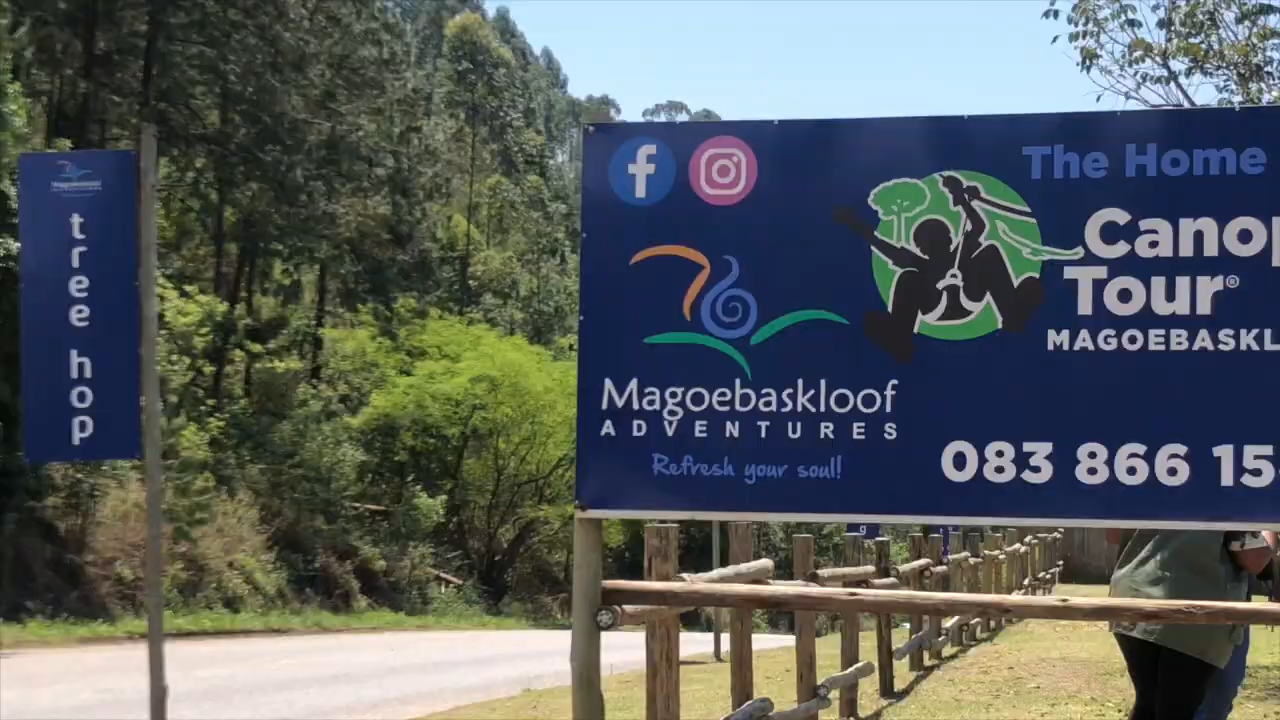 tree hop
The Home
Canop
Tour®
MAGOEBASKL
Magoebaskloof
ADVENTURES
Refresh your soul!
083 866 15